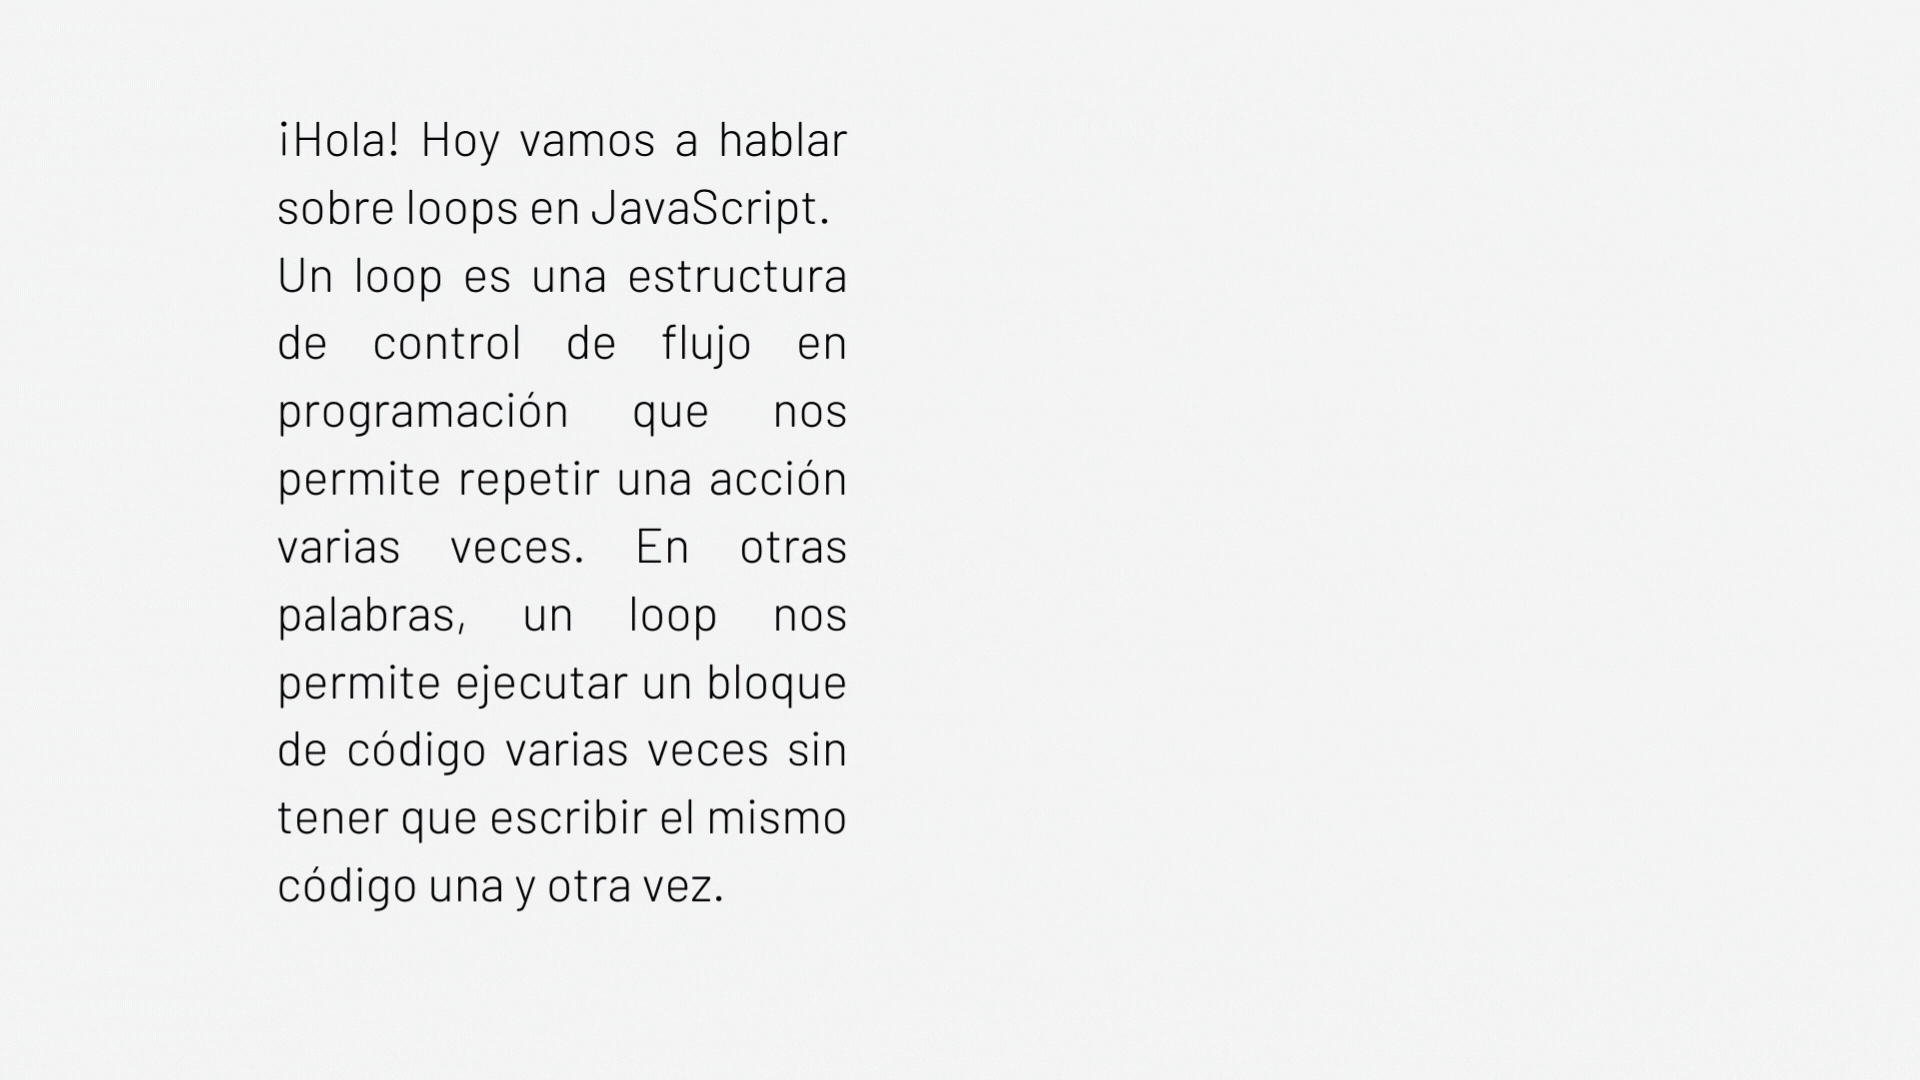 ¡Hola! Hoy vamos a hablar
sobre loops en JavaScript.
Un loop es una estructura
de control de flujo en
programación que nos
permite repetir una acción
varias veces. En otras
palabras, un loop nos
permite ejecutar un bloque
de código varias veces sin
tener que escribir el mismo
código una y otra vez.